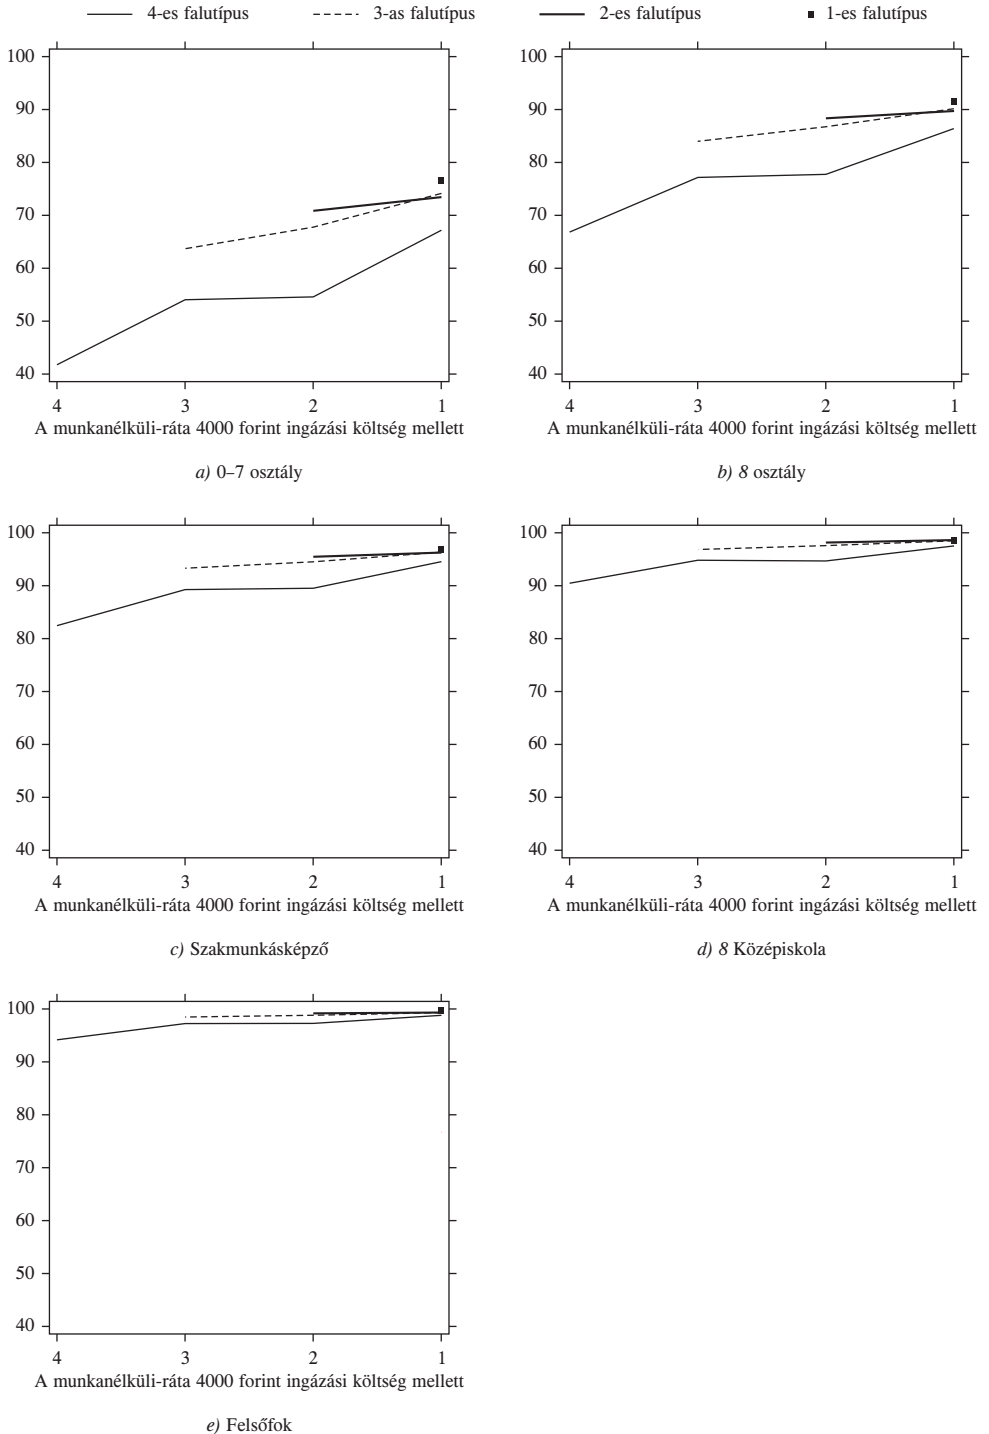 4-es falutípus 3-as falutípus 2-es falutípus 1-es falutípus
100
90
80
70
60
50
40
4 3 2 1
A munkanélküli-ráta 4000 forint ingázási költség mellett
a) 0–7 osztály
100
90
80
70
60
50
40
4 3 2 1
A munkanélküli-ráta 4000 forint ingázási költség mellett
b) 8 osztály
100
90
80
70
60
50
40
4 3 2 1
A munkanélküli-ráta 4000 forint ingázási költség mellett
c) Szakmunkásképző
100
90
80
70
60
50
40
4 3 2 1
A munkanélküli-ráta 4000 forint ingázási költség mellett
d) 8 Középiskola
100
90
80
70
60
50
40
4 3 2 1
A munkanélküli-ráta 4000 forint ingázási költség mellett
e) Felsőfok